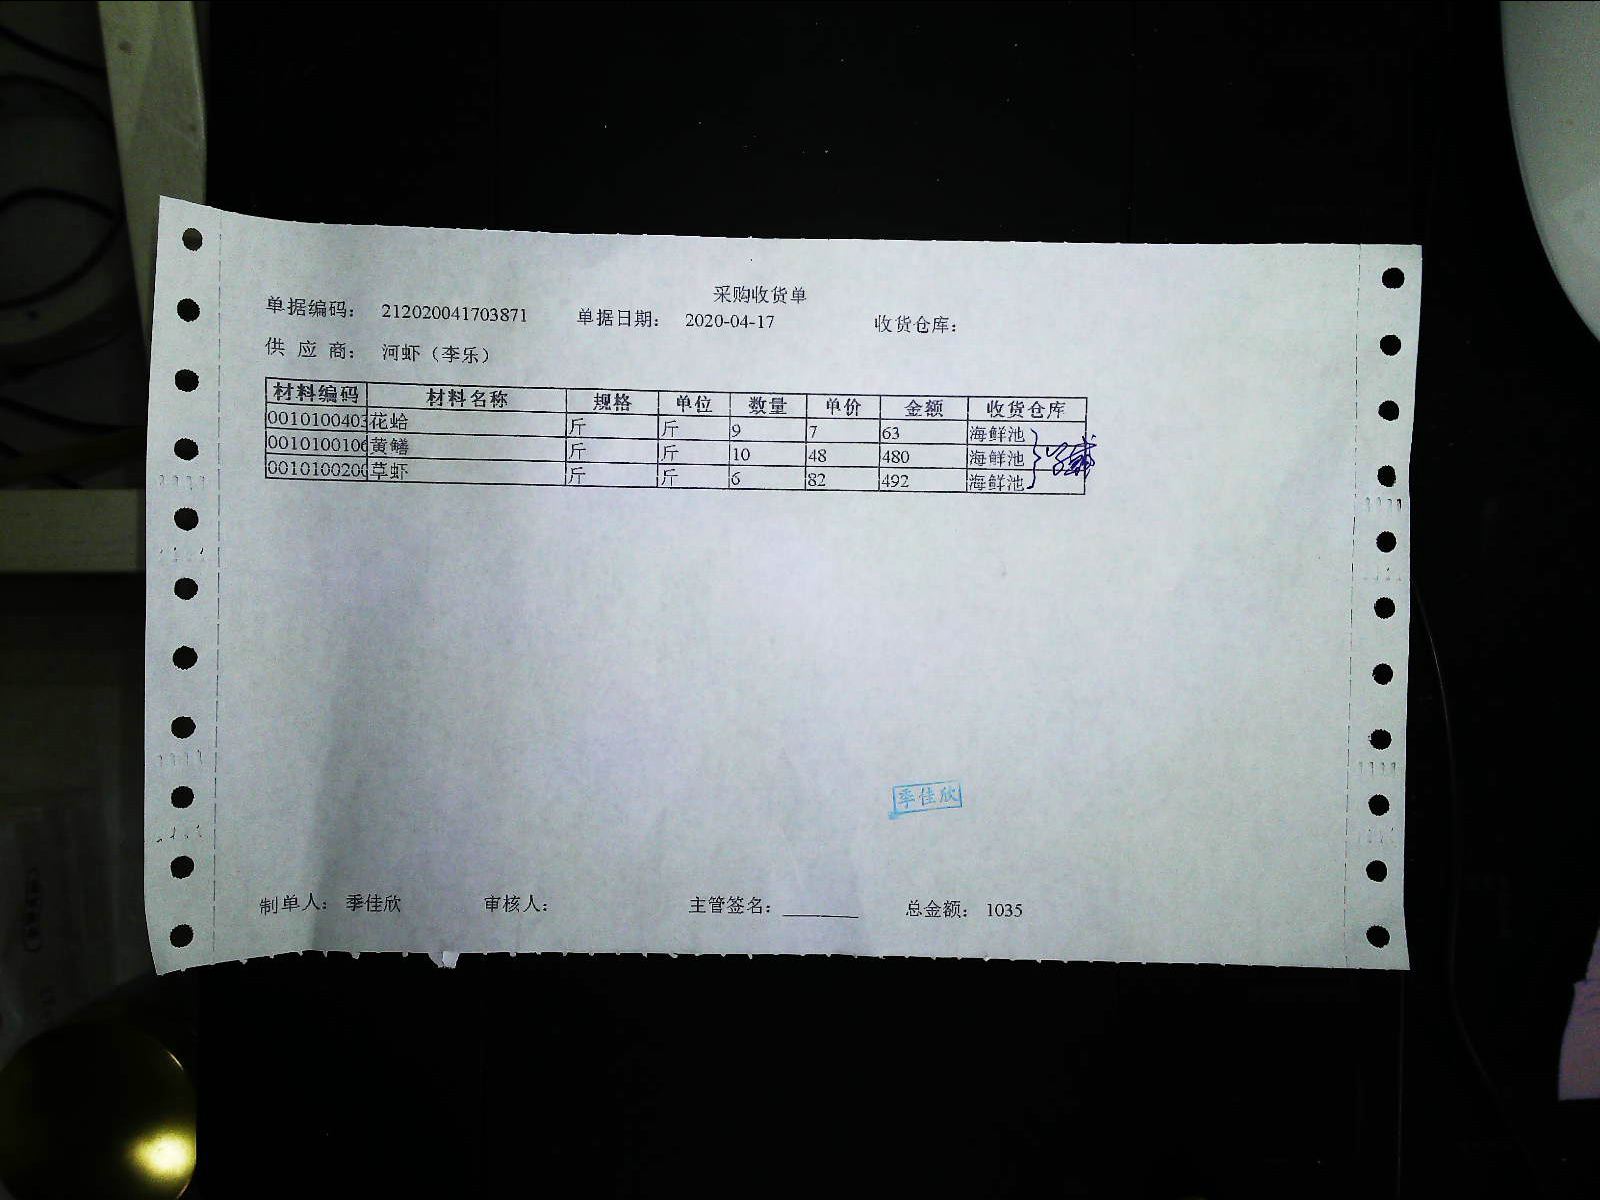 采购收货单
单据编码： 212020041703871 单据日期： 2020-04-17 收货仓库：
供 应 商： 河虾（李乐）
材料编码 材料名称 规格 单位 数量 单价 金额 收货仓库
0010100403 花蛤 斤 斤 9 7 63 海鲜池
0010100106 黄鳝 斤 斤 10 48 480 海鲜池
0010100200 草虾 斤 斤 6 82 492 海鲜池
季佳欣
制单人： 季佳欣 审核人： 主管签名： ________ 总金额： 1035